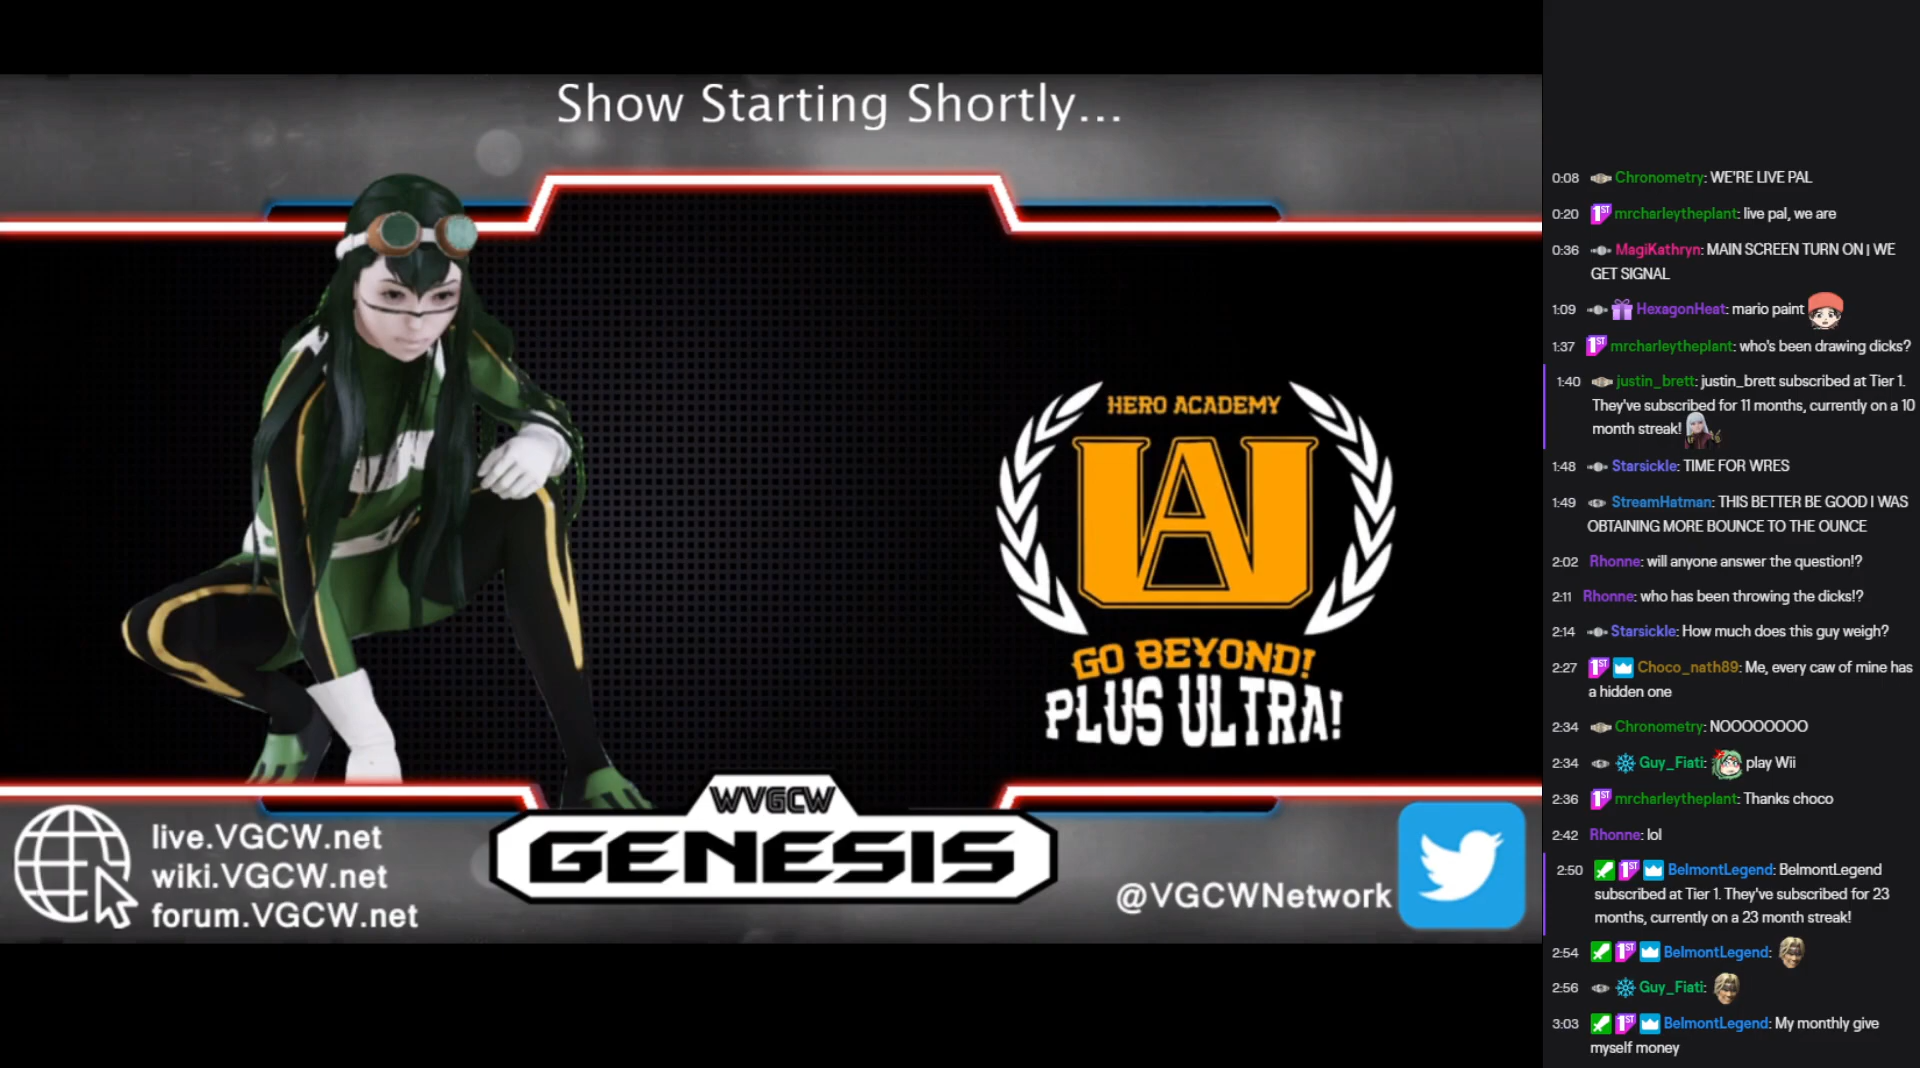 Show Starting Shortly...
HERO ACADEMY
UA
GO BEYOND!
PLUS ULTRA!
WVGCW
GENESIS
live.VGCW.net
wiki.VGCW.net
forum.VGCW.net
@VGCWNetwork
0:08 Chronometry: WE'RE LIVE PAL
0:20 1ST mrcharleytheplant: live pal, we are
0:36 MagiKathryn: MAIN SCREEN TURN ON | WE
GET SIGNAL
1:09 HexagonHeat: mario paint
1:37 1ST mrcharleytheplant: who's been drawing dicks?
1:40 justin_brett: justin_brett subscribed at Tier 1.
They've subscribed for 11 months, currently on a 10
month streak!
1:48 Starsickle: TIME FOR WRES
1:49 StreamHatman: THIS BETTER BE GOOD I WAS
OBTAINING MORE BOUNCE TO THE OUNCE
2:02 Rhonne: will anyone answer the question!?
2:11 Rhonne: who has been throwing the dicks!?
2:14 Starsickle: How much does this guy weigh?
2:27 1ST Choco_nath89: Me, every caw of mine has
a hidden one
2:34 Chronometry: NOOOOOOOO
2:34 Guy_Fiati: play Wii
2:36 1ST mrcharleytheplant: Thanks choco
2:42 Rhonne: lol
2:50 1ST BelmontLegend: BelmontLegend
subscribed at Tier 1. They've subscribed for 23
months, currently on a 23 month streak!
2:54 1ST BelmontLegend:
2:56 Guy_Fiati:
3:03 1ST BelmontLegend: My monthly give
myself money